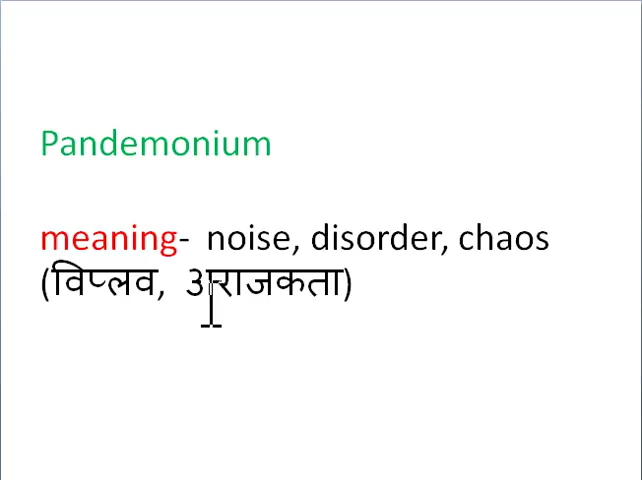 Pandemonium
meaning- noise, disorder, chaos
(विप्लव, अराजकता)